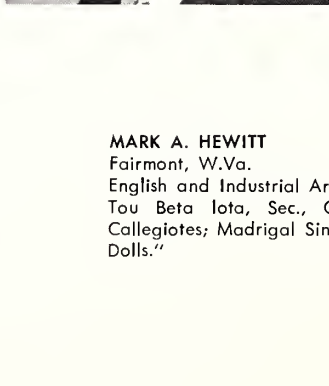 MARK A. HEWITT
Fairmont, W.Va.
English and Industrial Ar
Tou Beta Iota, Sec., C
Callegiotes; Madrigal Sin
Dolls."